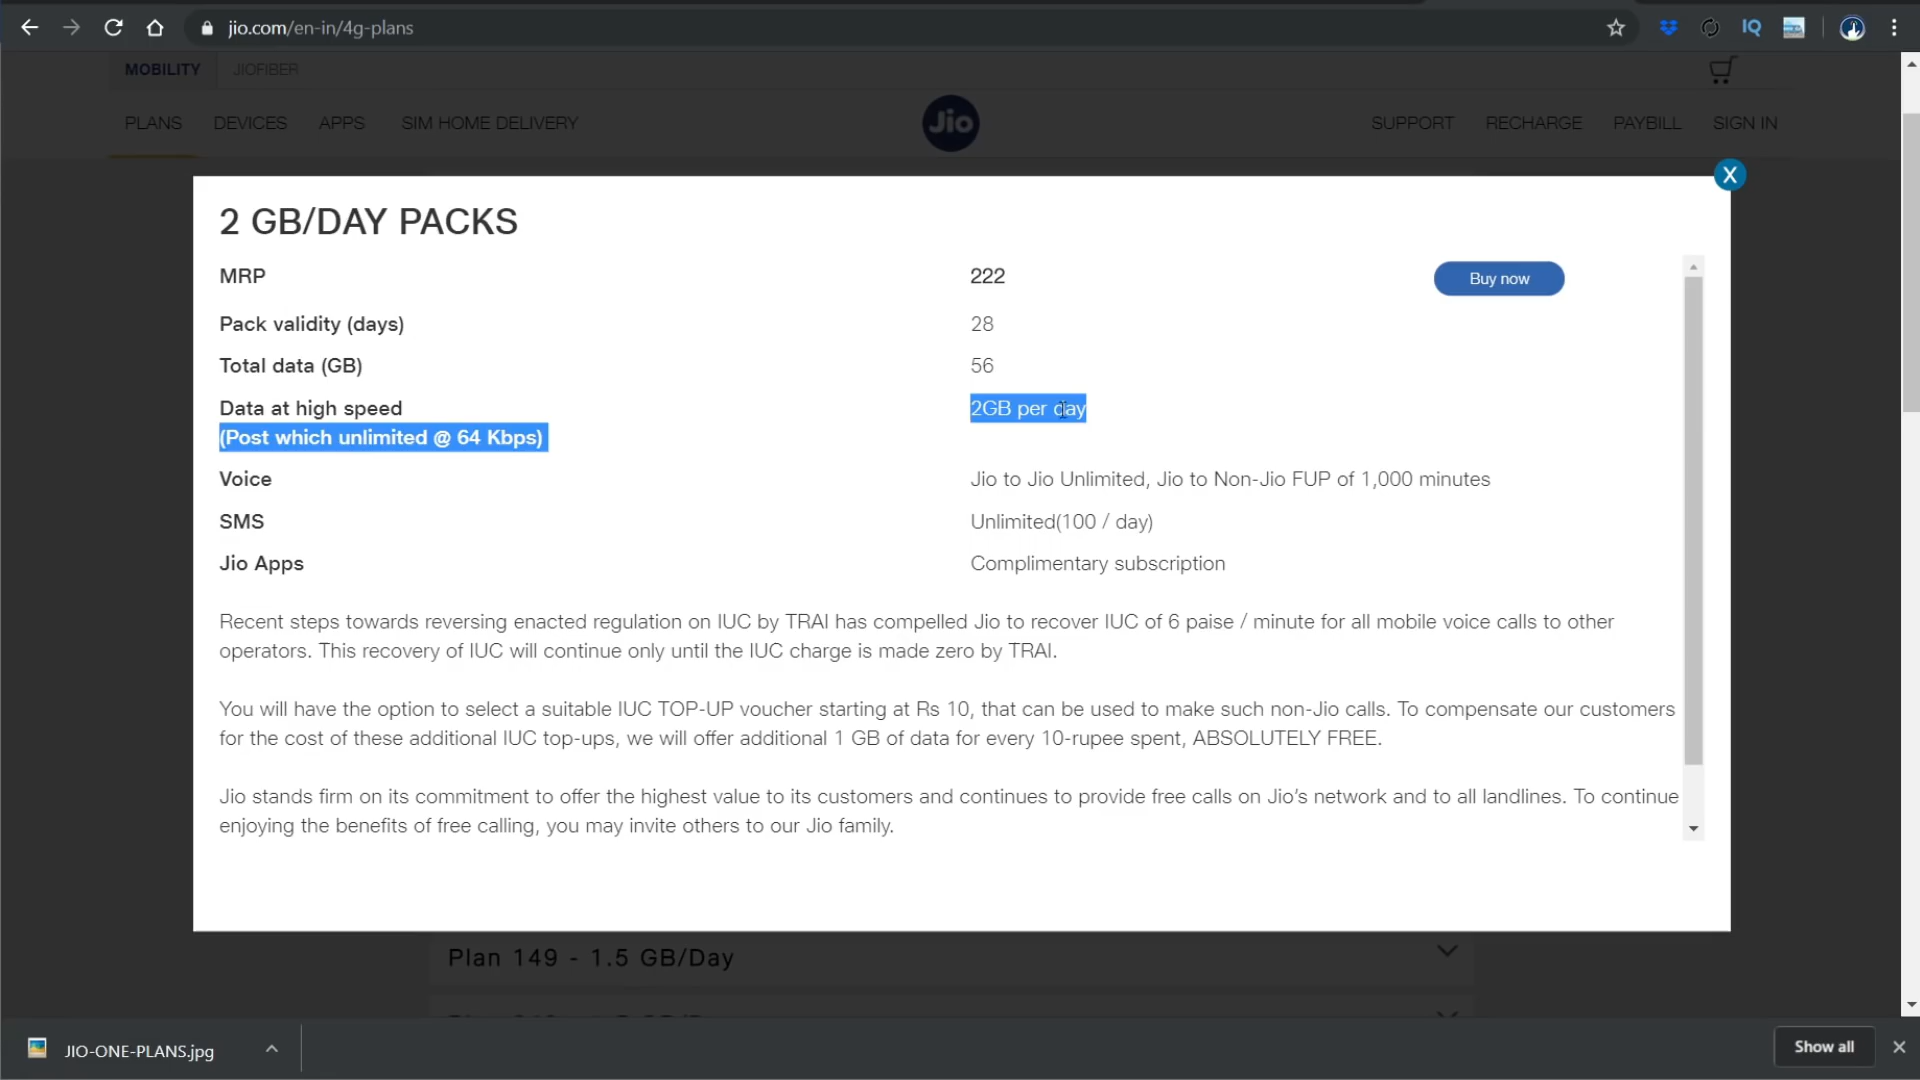 jio.com/en-in/4g-plans
IQ
MOBILITY JIOFIBER
PLANS DEVICES APPS SIM HOME DELIVERY Jio SUPPORT RECHARGE PAYBILL SIGN IN
X
2 GB/DAY PACKS
MRP 222 Buy now
Pack validity (days) 28
Total data (GB) 56
Data at high speed 2GB per day
(Post which unlimited @ 64 Kbps)
Voice Jio to Jio Unlimited, Jio to Non-Jio FUP of 1,000 minutes
SMS Unlimited(100 / day)
Jio Apps Complimentary subscription
Recent steps towards reversing enacted regulation on IUC by TRAI has compelled Jio to recover IUC of 6 paise / minute for all mobile voice calls to other
operators. This recovery of IUC will continue only until the IUC charge is made zero by TRAI.
You will have the option to select a suitable IUC TOP-UP voucher starting at Rs 10, that can be used to make such non-Jio calls. To compensate our customers
for the cost of these additional IUC top-ups, we will offer additional 1 GB of data for every 10-rupee spent, ABSOLUTELY FREE.
Jio stands firm on its commitment to offer the highest value to its customers and continues to provide free calls on Jio's network and to all landlines. To continue
enjoying the benefits of free calling, you may invite others to our Jio family.
Plan 149 - 1.5 GB/Day
JIO-ONE-PLANS.jpg Show all